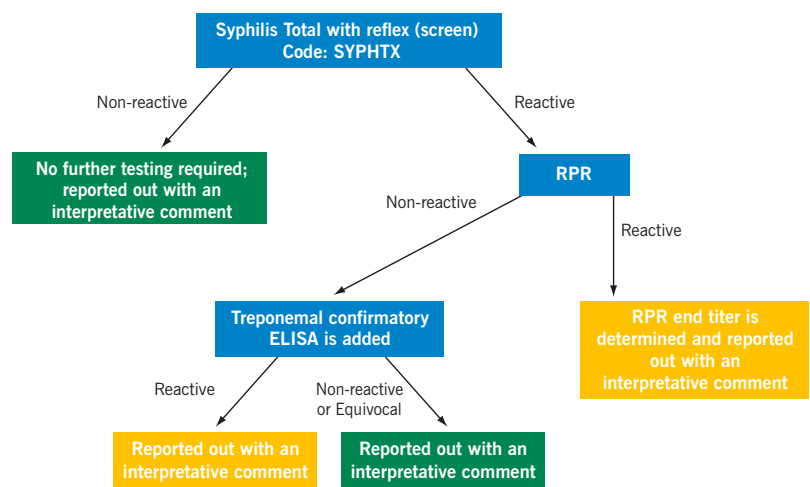 Syphilis Total with reflex (screen)
Code: SYPHTX
Non-reactive
Reactive
No further testing required;
reported out with an
interpretative comment
RPR
Non-reactive
Reactive
Treponemal confirmatory
ELISA is added
RPR end titer is
determined and reported
out with an
interpretative comment
Reactive
Non-reactive
or Equivocal
Reported out with an
interpretative comment
Reported out with an
interpretative comment